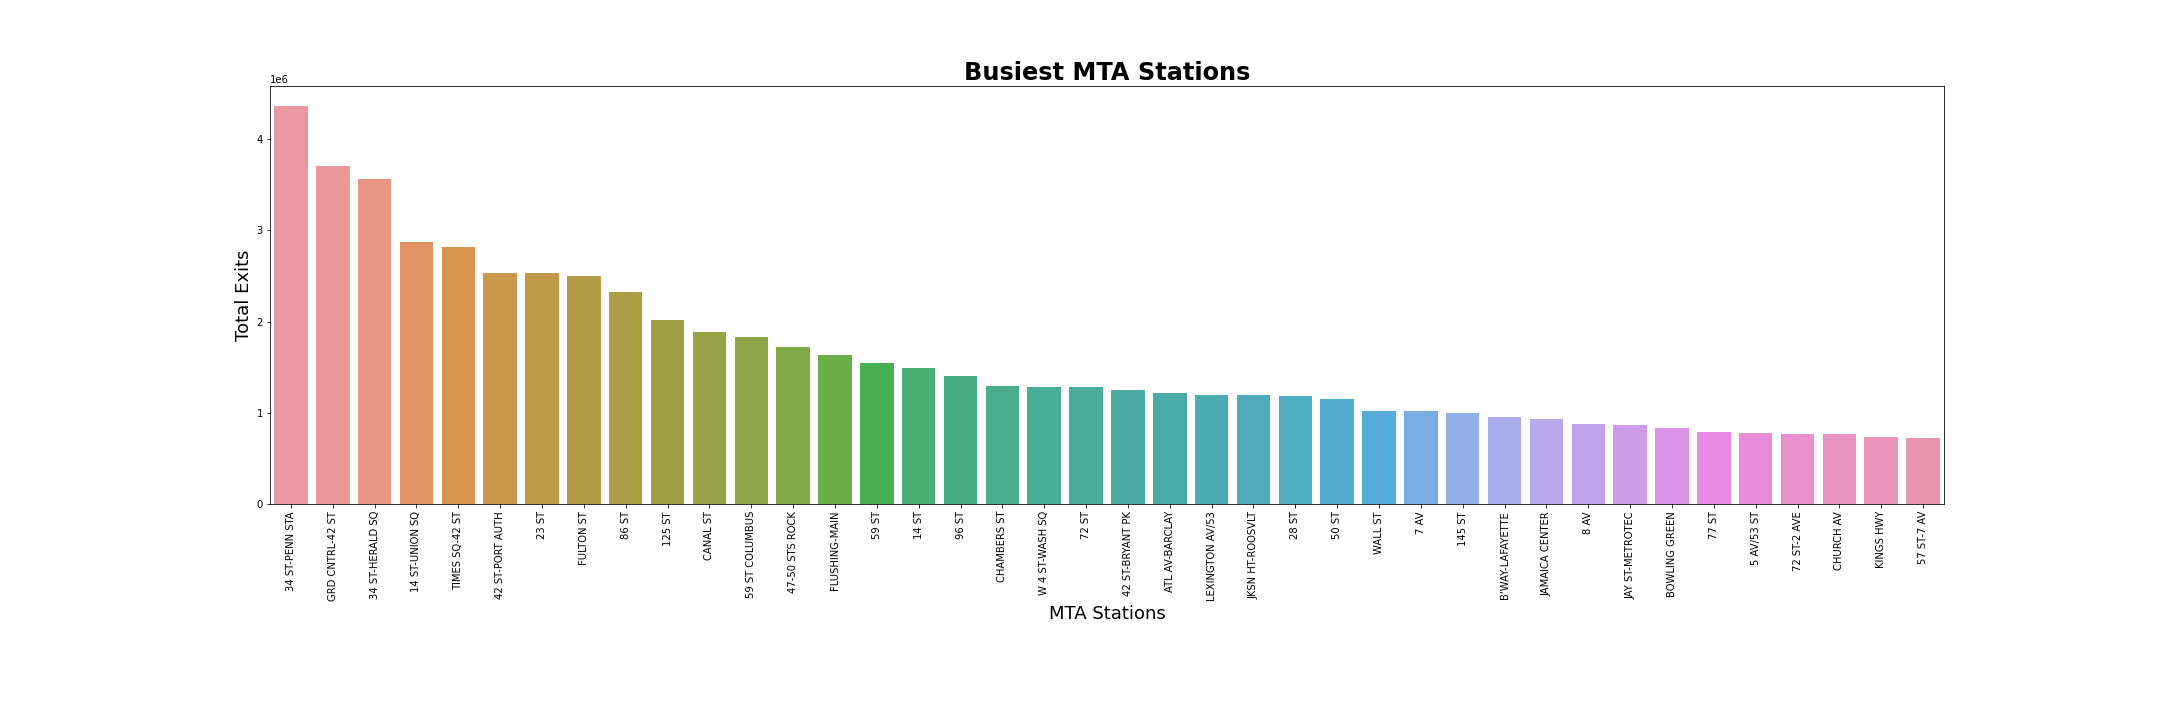 Busiest MTA Stations
1e6
4
3
2
1
0
Total Exits
34 ST-PENN STA
GRD CNTRL-42 ST
34 ST-HERALD SQ
14 ST-UNION SQ
TIMES SQ-42 ST
42 ST-PORT AUTH
23 ST
FULTON ST
86 ST
125 ST
CANAL ST
59 ST COLUMBUS
47-50 STS ROCK
FLUSHING-MAIN
59 ST
14 ST
96 ST
CHAMBERS ST
W 4 ST-WASH SQ
72 ST
42 ST-BRYANT PK
ATL AV-BARCLAY
LEXINGTON AV/53
JKSN HT-ROOSVLT
28 ST
50 ST
WALL ST
7 AV
145 ST
B'WAY-LAFAYETTE
JAMAICA CENTER
8 AV
JAY ST-METROTEC
BOWLING GREEN
77 ST
5 AV/53 ST
72 ST-2 AVE
CHURCH AV
KINGS HWY
57 ST-7 AV
MTA Stations